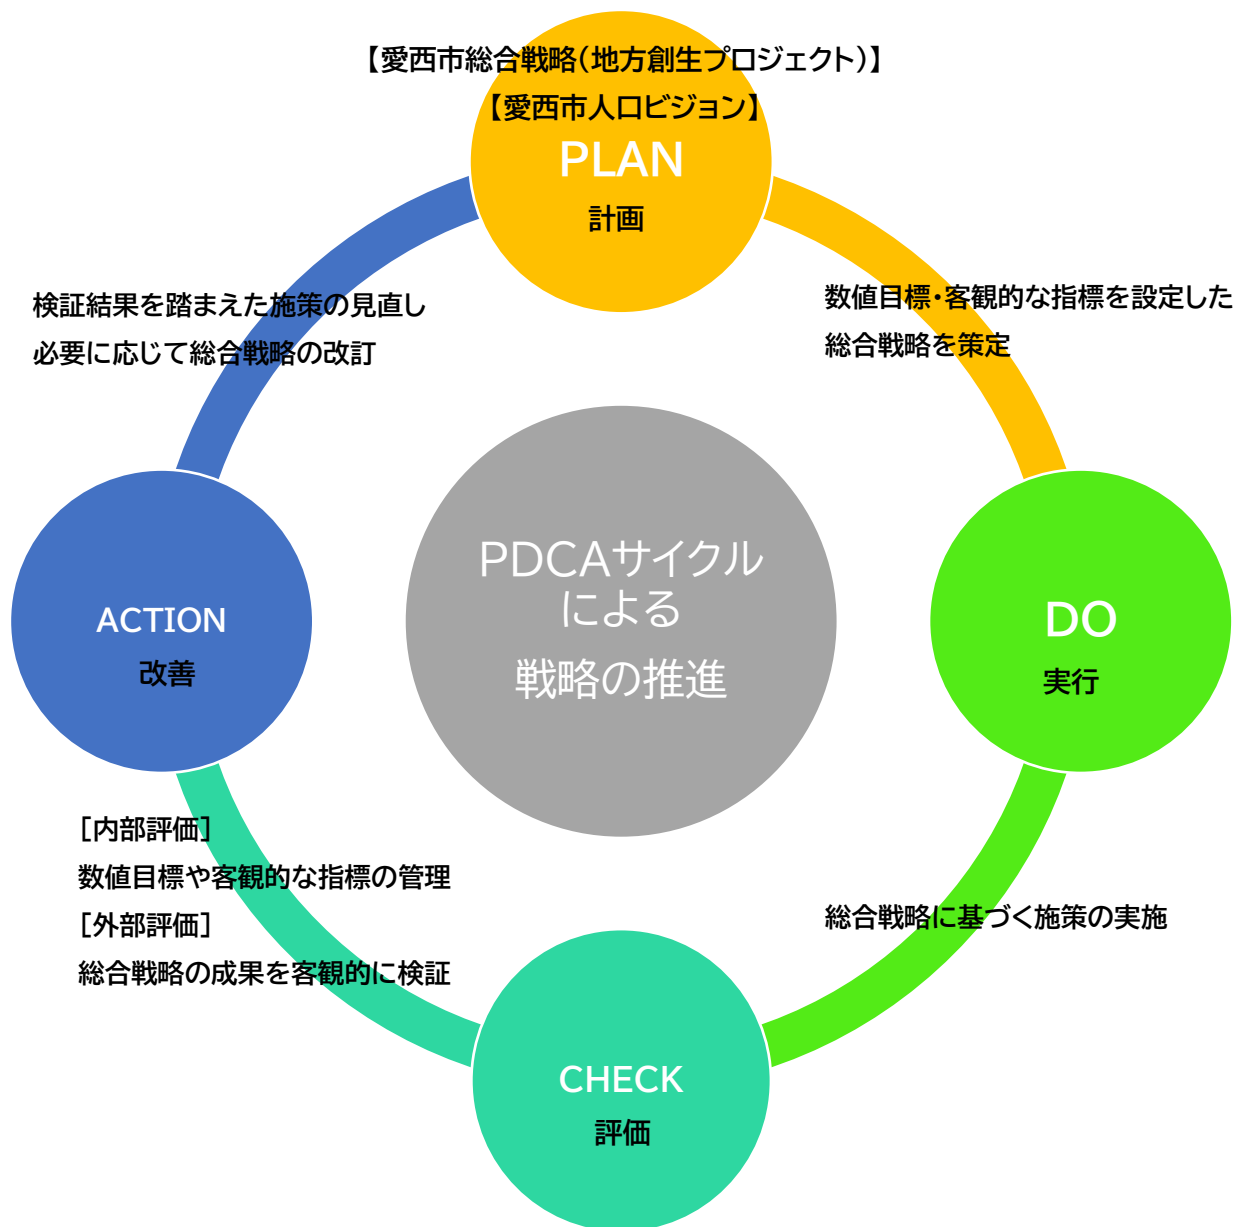 【愛西市総合戦略（地方創生プロジェクト）】
【愛西市人口ビジョン】
PLAN
計画
数値目標・客観的な指標を設定した
総合戦略を策定
DO
実行
総合戦略に基づく施策の実施
CHECK
評価
［内部評価］
数値目標や客観的な指標の管理
［外部評価］
総合戦略の成果を客観的に検証
ACTION
改善
検証結果を踏まえた施策の見直し
必要に応じて総合戦略の改訂
PDCAサイクル
による
戦略の推進